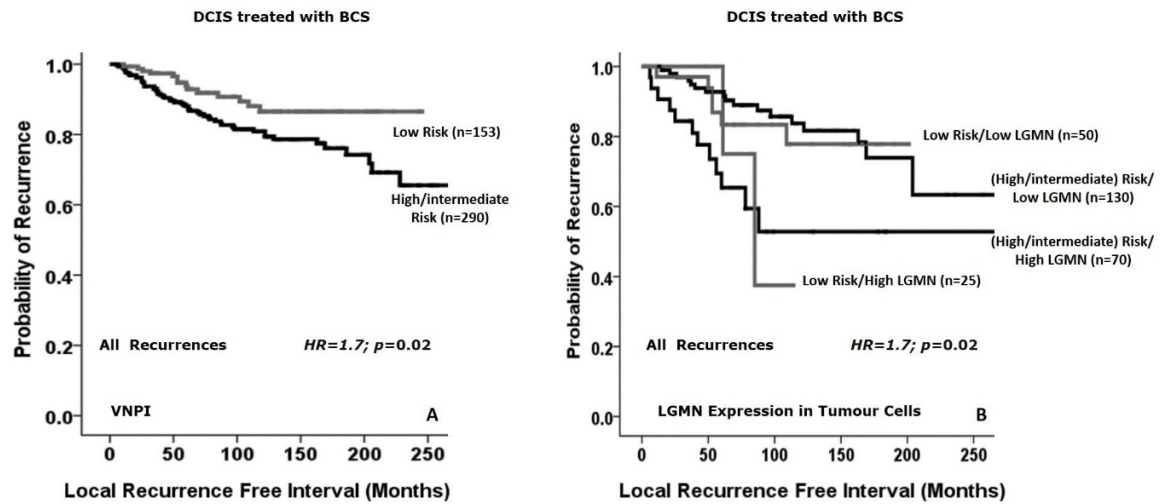 DCIS treated with BCS
Probability of Recurrence
1.0
0.8
0.6
0.4
0.2
0.0
Low Risk (n=153)
High/intermediate
Risk (n=290)
All Recurrences
HR=1.7; p=0.02
VNPI
A
0
50
100
150
200
250
Local Recurrence Free Interval (Months)
DCIS treated with BCS
Probability of Recurrence
1.0
0.8
0.6
0.4
0.2
0.0
Low Risk/Low LGMN (n=50)
(High/intermediate) Risk/
Low LGMN (n=130)
(High/intermediate) Risk/
High LGMN (n=70)
Low Risk/High LGMN (n=25)
All Recurrences
HR=1.7; p=0.02
LGMN Expression in Tumour Cells
B
0
50
100
150
200
250
Local Recurrence Free Interval (Months)